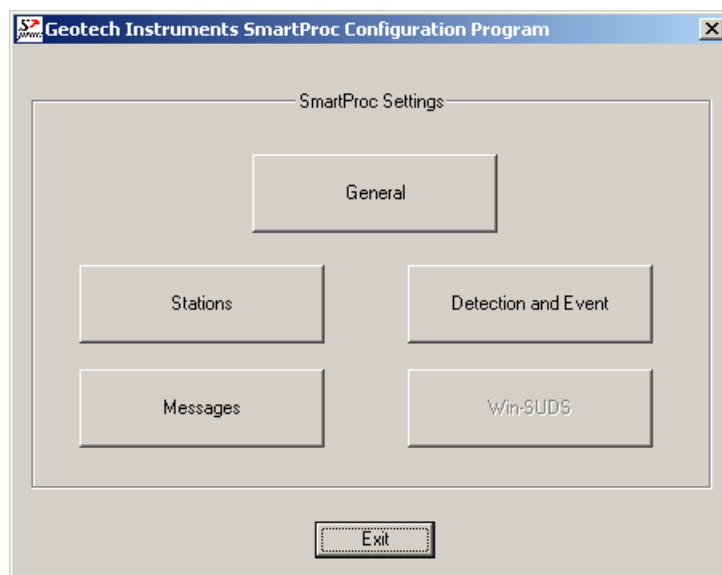 Geotech Instruments SmartProc Configuration Program
SmartProc Settings
General
Stations
Detection and Event
Messages
Win-SUDS
Exit